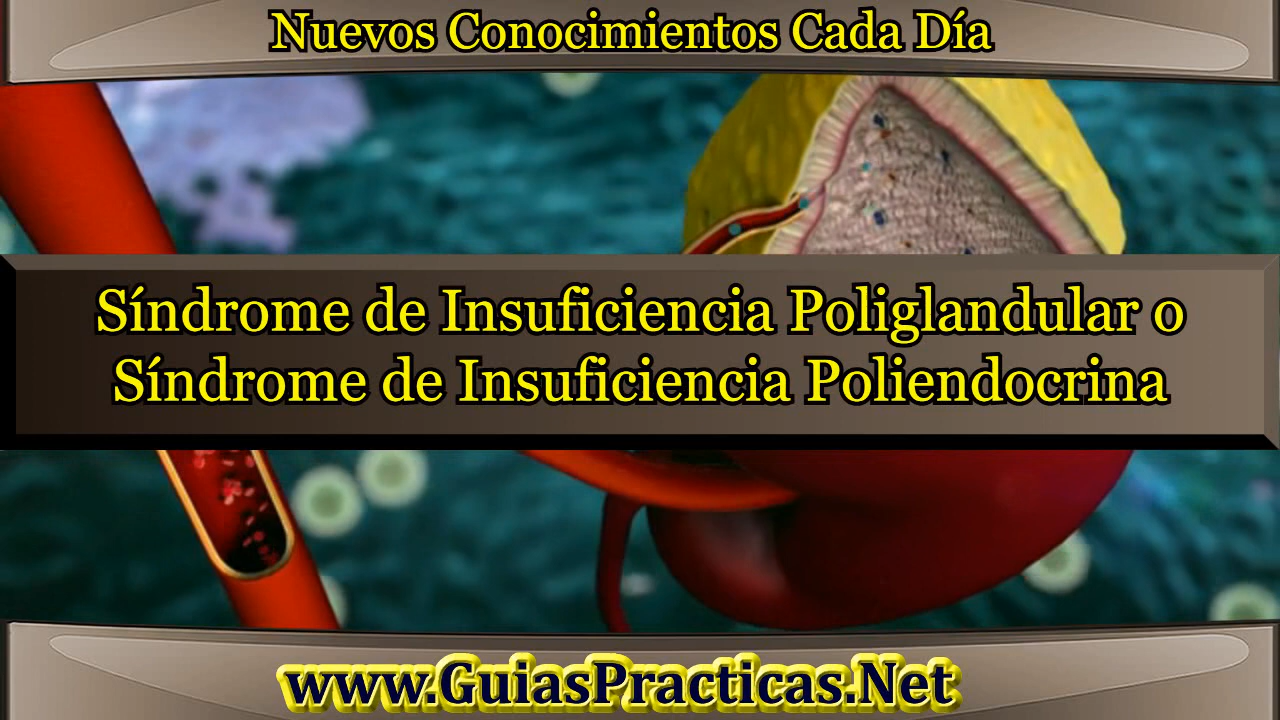 Nuevos Conocimientos Cada Día
Síndrome de Insuficiencia Poliglandular o
Síndrome de Insuficiencia Poliendocrina
www.GuiasPracticas.Net